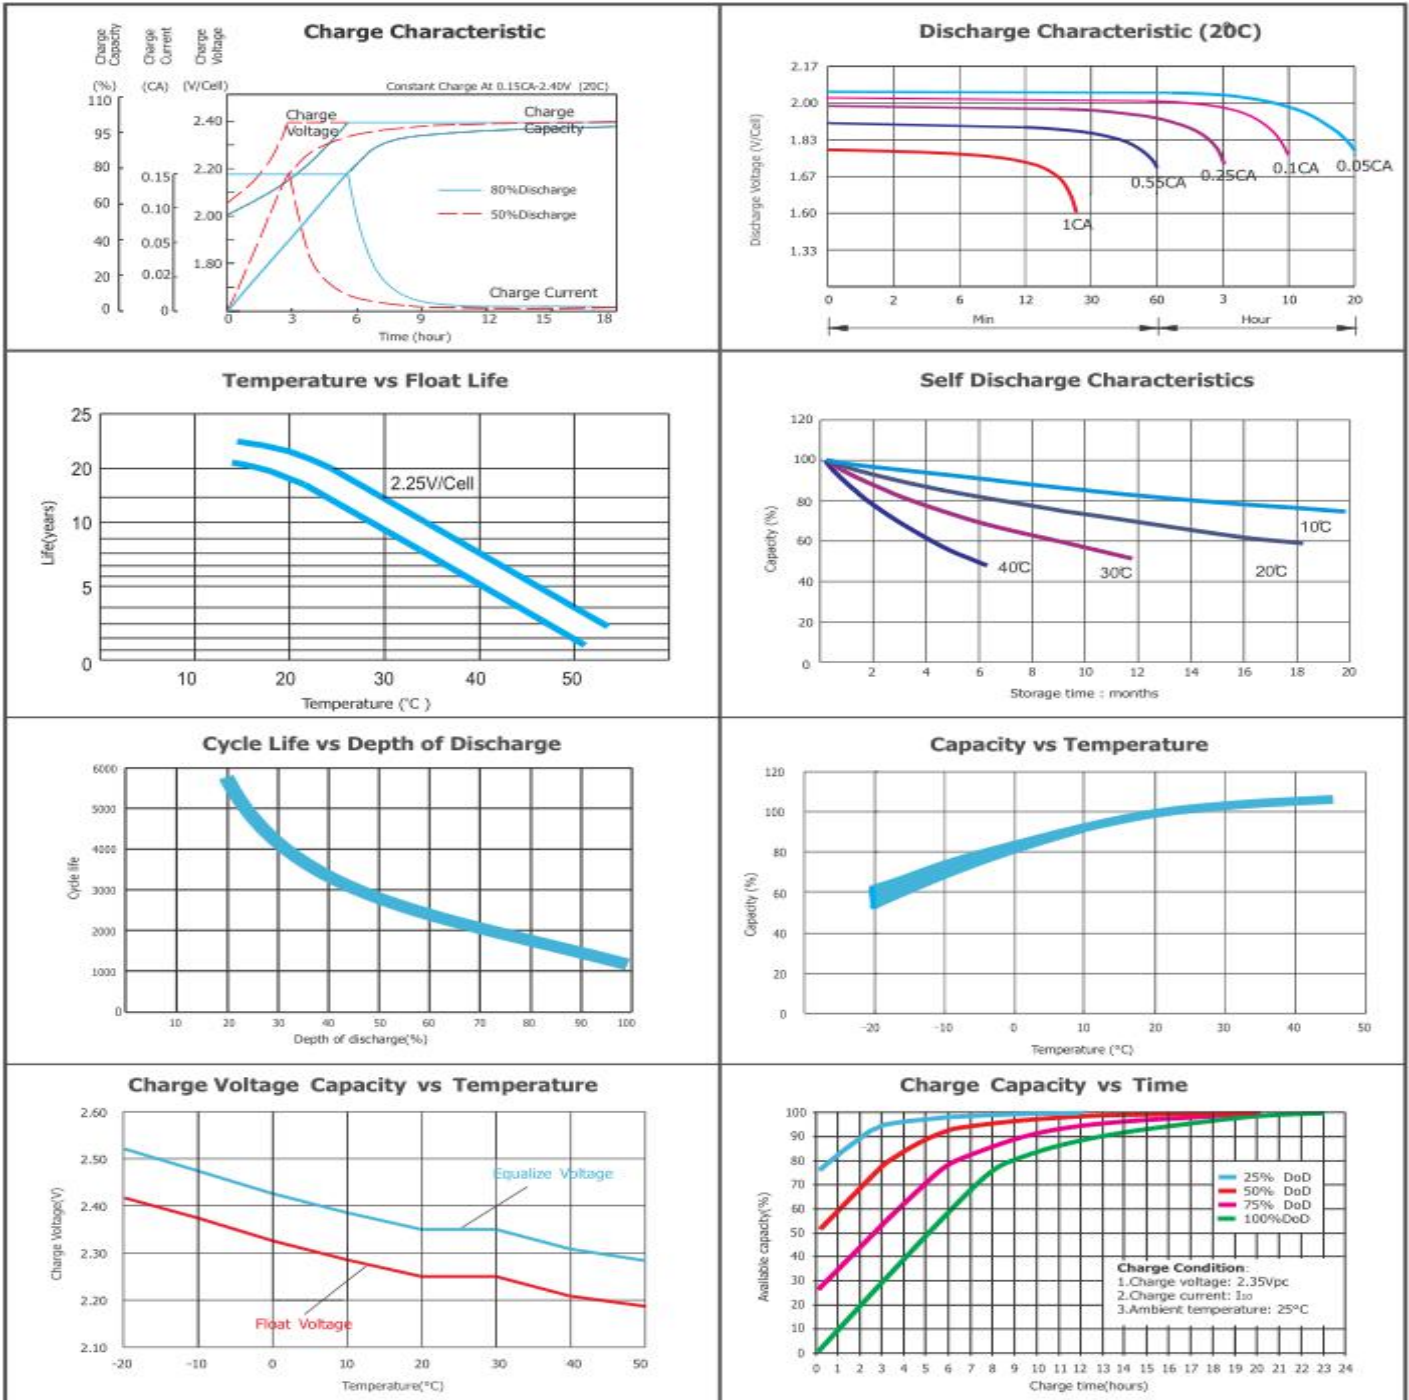 Charge Characteristic
Charge Capacity
Charge Current
Charge Voltage
(%)
(CA)
(V/Cell)
Constant Charge At 0.15CA-2.40V (20C)
110
95
80
60
40
20
0
0.15
0.10
0.05
0.02
0
2.40
2.20
2.00
1.80
Charge Voltage
Charge Capacity
80%Discharge
50%Discharge
Charge Current
0 3 6 9 12 15 18
Time (hour)
Discharge Characteristic (20°C)
Discharge Voltage (V/Cell)
2.17
2.00
1.83
1.67
1.60
1.33
1CA
0.55CA
0.25CA
0.1CA
0.05CA
0 2 6 12 30 60 3 10 20
Min
Hour
Temperature vs Float Life
Life(years)
25
20
10
5
0
2.25V/Cell
10 20 30 40 50
Temperature (°C )
Self Discharge Characteristics
Capacity (%)
120
100
80
60
40
20
0
10°C
20°C
30°C
40°C
2 4 6 8 10 12 14 16 18 20
Storage time : months
Cycle Life vs Depth of Discharge
Cycle life
6000
5000
4000
3000
2000
1000
0
10 20 30 40 50 60 70 80 90 100
Depth of discharge(%)
Capacity vs Temperature
Capacity (%)
120
100
80
60
40
20
0
-20 -10 0 10 20 30 40 50
Temperature (°C)
Charge Voltage Capacity vs Temperature
Charge Voltage(V)
2.60
2.50
2.40
2.30
2.20
2.10
Equalize Voltage
Float Voltage
-20 -10 0 10 20 30 40 50
Temperature(°C)
Charge Capacity vs Time
Available capacity(%)
100
90
80
70
60
50
40
30
20
10
0
25% DoD
50% DoD
75% DoD
100%DoD
Charge Condition:
1.Charge voltage: 2.35Vpc
2.Charge current: I₁₀
3.Ambient temperature: 25°C
0 1 2 3 4 5 6 7 8 9 10 11 12 13 14 15 16 17 18 19 20 21 22 23 24
Charge time(hours)